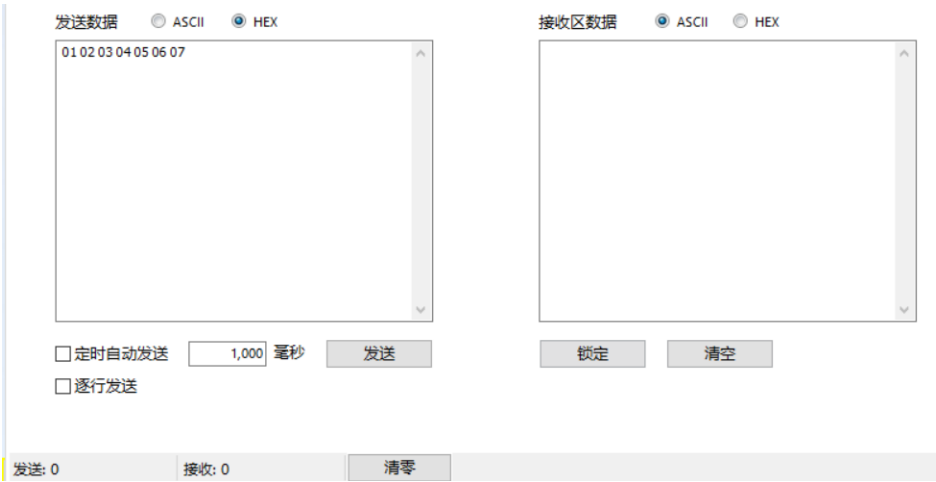 发送数据 ASCII HEX 接收区数据 ASCII HEX
01 02 03 04 05 06 07
定时自动发送 1,000 毫秒 发送 锁定 清空
逐行发送
发送: 0 接收: 0 清零